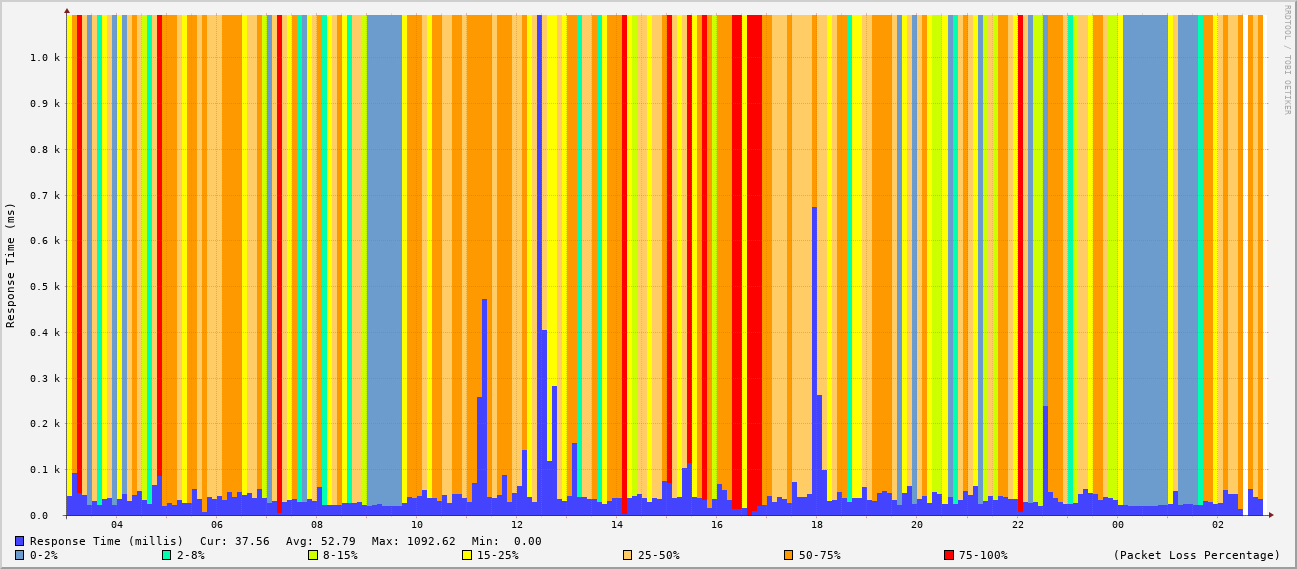 RRDTOOL / TOBI OETIKER
Response Time (ms)
1.0 k
0.9 k
0.8 k
0.7 k
0.6 k
0.5 k
0.4 k
0.3 k
0.2 k
0.1 k
0.0
04 06 08 10 12 14 16 18 20 22 00 02
Response Time (millis) Cur: 37.56 Avg: 52.79 Max: 1092.62 Min: 0.00
0-2% 2-8% 8-15% 15-25% 25-50% 50-75% 75-100% (Packet Loss Percentage)